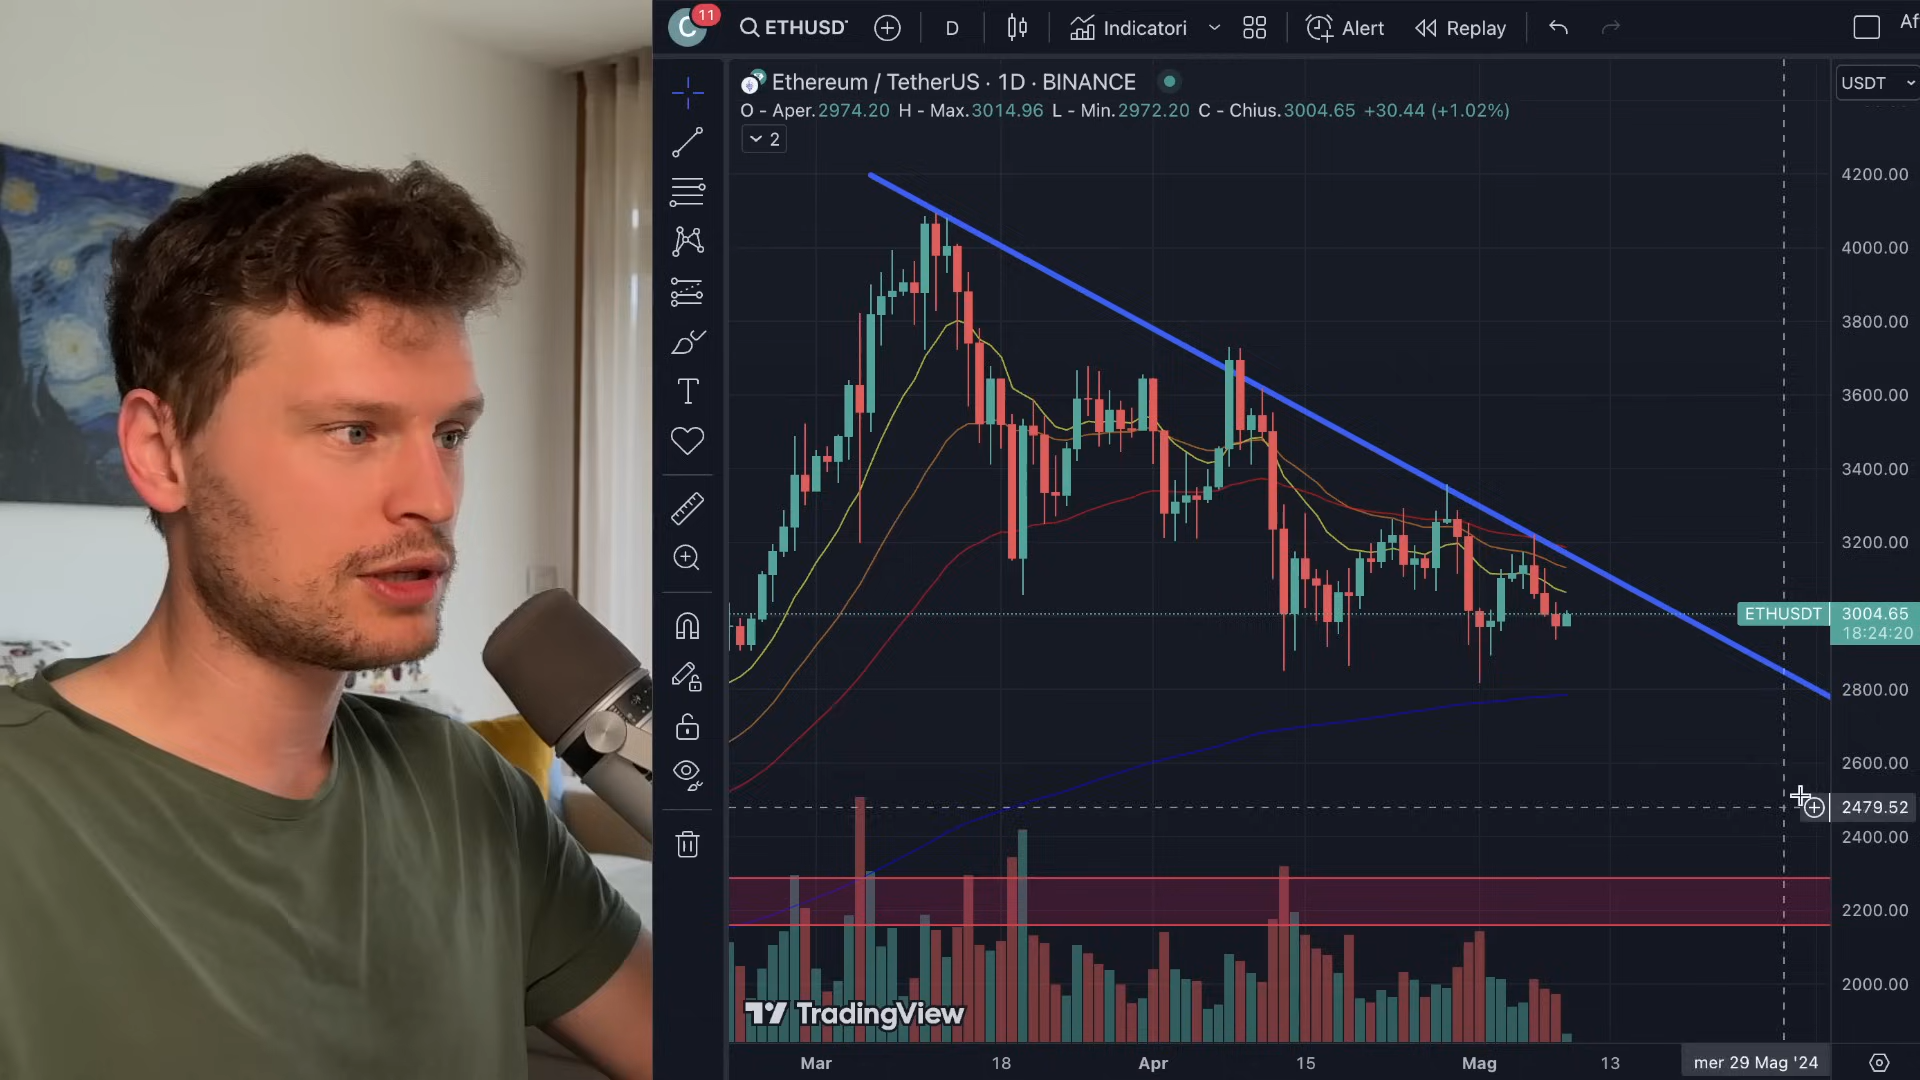 C 11 ETHUSDT D Indicatori Alert Replay Af
Ethereum / TetherUS · 1D · BINANCE
USDT
O - Aper.2974.20 H - Max.3014.96 L - Min.2972.20 C - Chius.3004.65 +30.44 (+1.02%)
2
4200.00
4000.00
3800.00
3600.00
3400.00
3200.00
ETHUSDT 3004.65
18:24:20
2800.00
2600.00
2479.52
2400.00
2200.00
2000.00
TradingView
Mar 18 Apr 15 Mag 13 mer 29 Mag '24